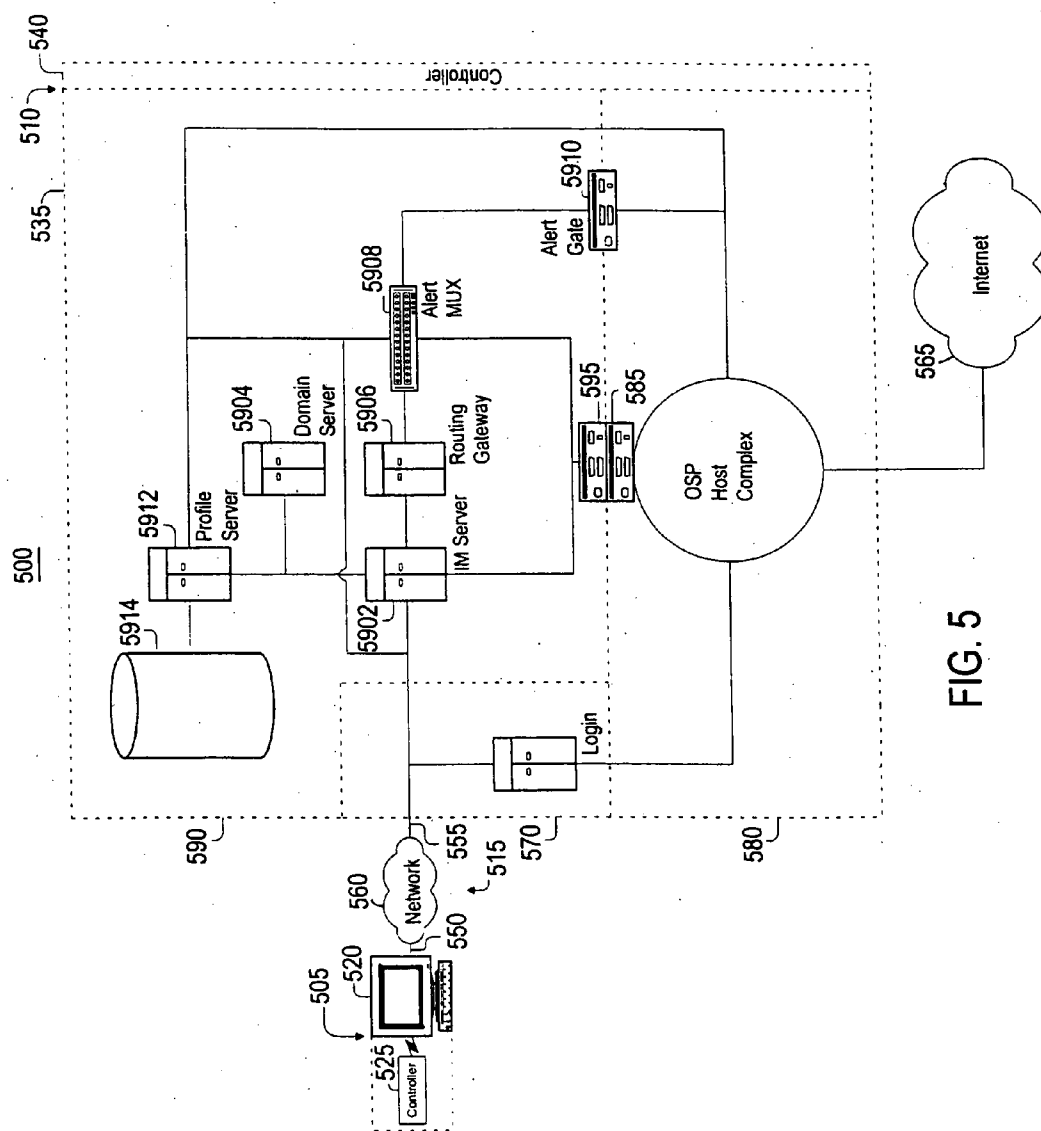 500
510
540
535
Controller
5914
5912
Profile
Server
5904
Domain
Server
5902
IM Server
5906
Routing
Gateway
5908
Alert
MUX
Alert
Gate
5910
595
585
OSP
Host
Complex
Login
590
570
580
505
520
525
Controller
550
560
Network
555
515
565
Internet
FIG. 5